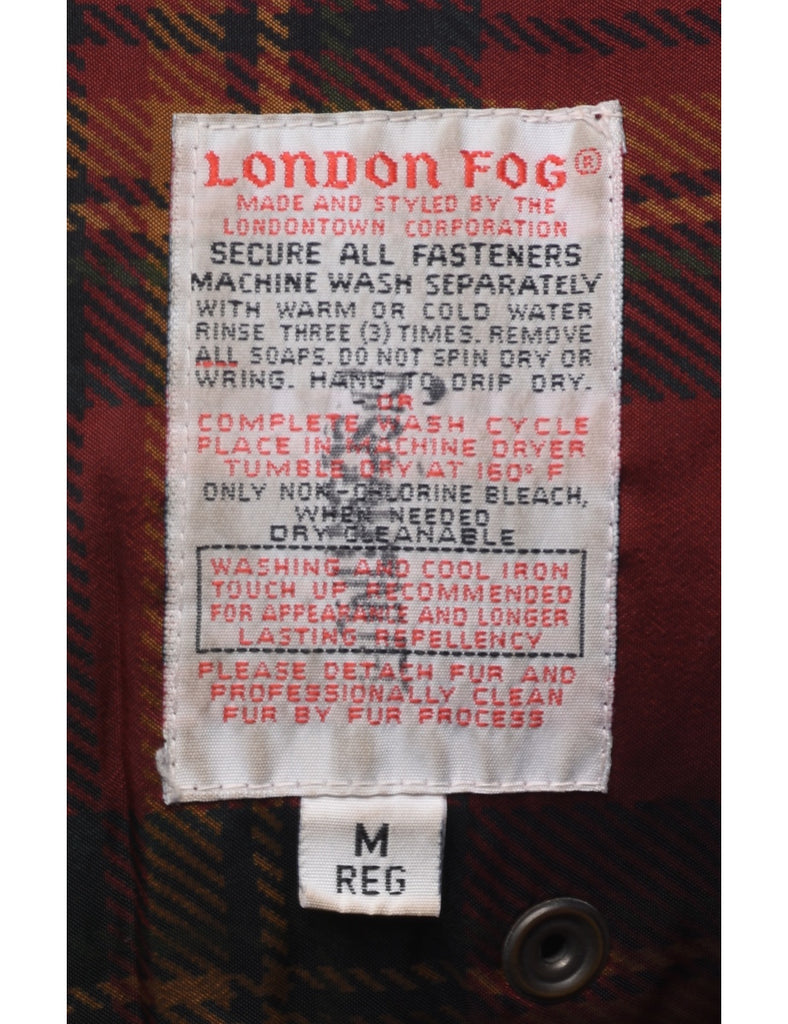 LONDON FOG®
MADE AND STYLED BY THE
LONDONTOWN CORPORATION
SECURE ALL FASTENERS
MACHINE WASH SEPARATELY
WITH WARM OR COLD WATER
RINSE THREE (3) TIMES. REMOVE
ALL SOAPS. DO NOT SPIN DRY OR
WRING. HANG TO DRIP DRY.
-OR
COMPLETE WASH CYCLE
PLACE IN MACHINE DRYER
TUMBLE DRY AT 160° F
ONLY NON-CHLORINE BLEACH,
WHEN NEEDED
DRY CLEANABLE
WASHING AND COOL IRON
TOUCH UP RECOMMENDED
FOR APPEARANCE AND LONGER
LASTING REPELLENCY
PLEASE DETACH FUR AND
PROFESSIONALLY CLEAN
FUR BY FUR PROCESS
M
REG